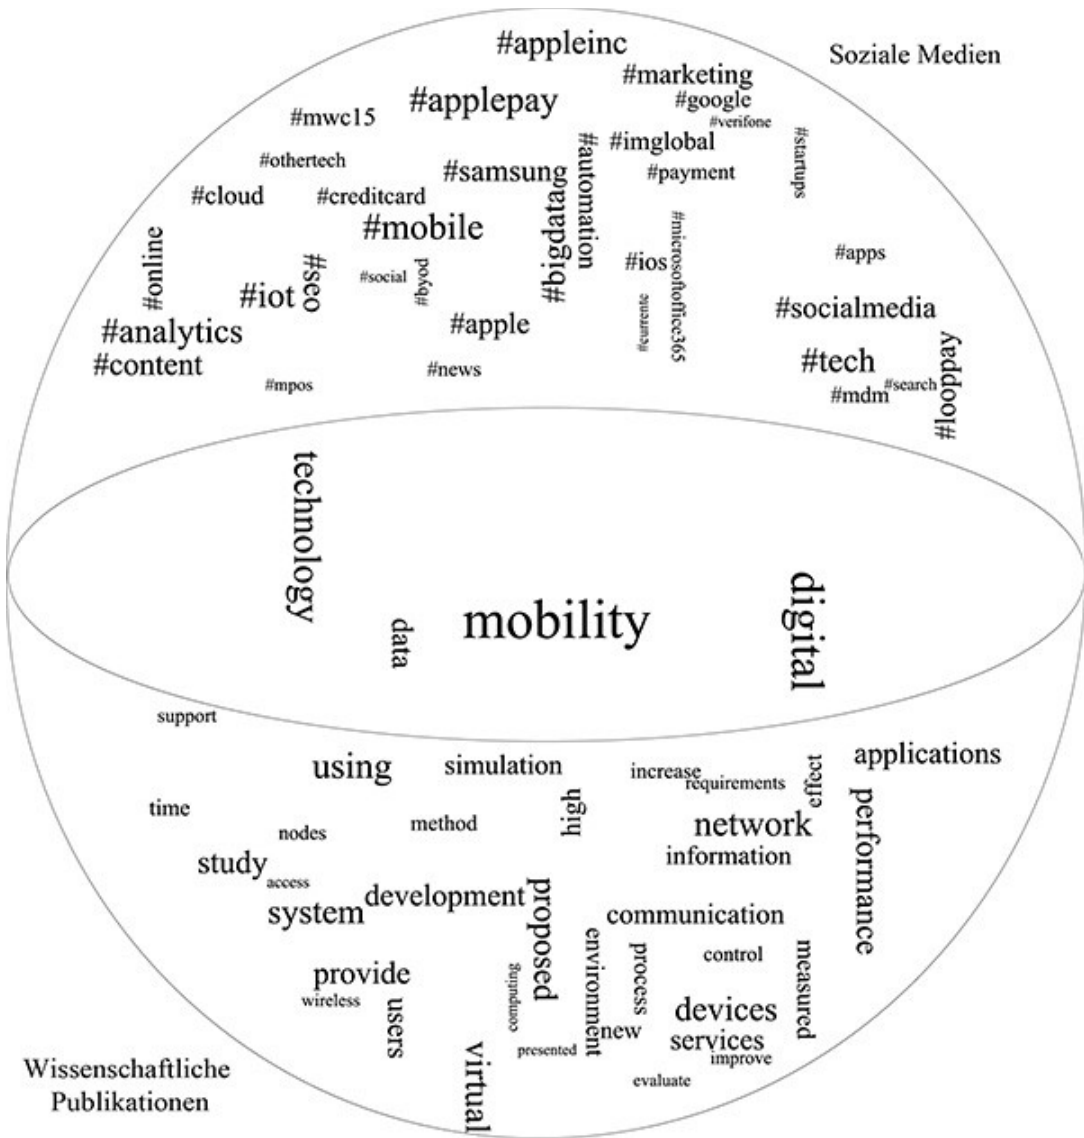 #appleinc
Soziale Medien
#marketing
#applepay
#google
#mwc15
#verifone
#imglobal
#automation
#startups
#othertech
#samsung
#payment
#cloud
#creditcard
#bigdata
#mobile
#microsoftoffice365
#online
#seo
#social
#byod
#ios
#apps
#iot
#currentc
#socialmedia
#analytics
#apple
#content
#news
#tech
#looppay
#mpos
#mdm
#search
technology
data
mobility
digital
support
using
simulation
increase
requirements
effect
applications
time
nodes
method
high
network
performance
study
information
access
development
system
proposed
communication
provide
environment
process
control
measured
wireless
users
computing
devices
new
services
virtual
presented
improve
evaluate
Wissenschaftliche
Publikationen